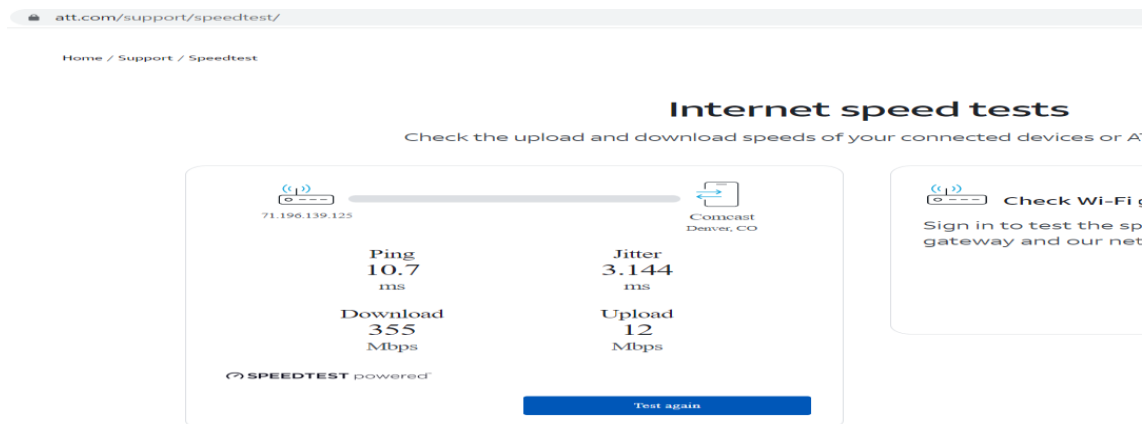 att.com/support/speedtest/
Home / Support / Speedtest
Internet speed tests
Check the upload and download speeds of your connected devices or AT
71.196.139.125
Comcast
Denver, CO
Ping
10.7
ms
Jitter
3.144
ms
Download
355
Mbps
Upload
12
Mbps
SPEEDTEST powered
Test again
Check Wi-Fi g
Sign in to test the sp
gateway and our net